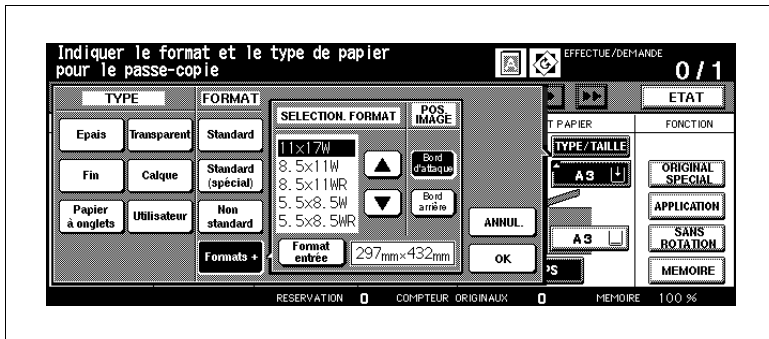 Indiquer le format et le type de papier
pour le passe-copie
EFFECTUE/DEMANDE
0/1
TYPE
FORMAT
Epais
Transparent
Fin
Calque
Papier
à onglets
Utilisateur
Standard
Standard
(spécial)
Non
standard
Formats +
SELECTION. FORMAT
POS.
IMAGE
11x17W
8.5x11W
8.5x11WR
5.5x8.5W
5.5x8.5WR
Bord
d'attaque
Bord
arrière
Format
entrée
297mm×432mm
ANNUL.
OK
ETAT
T PAPIER
FONCTION
TYPE/TAILLE
A3
A3
PS
ORIGINAL
SPECIAL
APPLICATION
SANS
ROTATION
MEMOIRE
RESERVATION 0 COMPTEUR ORIGINAUX 0 MEMOIRE 100 %